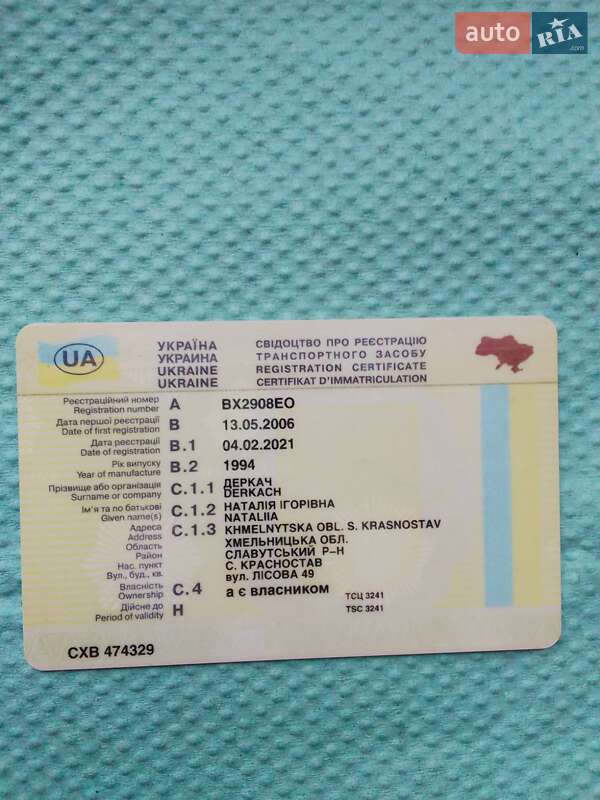 auto RIA.com
UA
УКРАЇНА СВІДОЦТВО ПРО РЕЄСТРАЦІЮ
УКРАИНА ТРАНСПОРТНОГО ЗАСОБУ
UKRAINE REGISTRATION CERTIFICATE
UKRAINE CERTIFIKAT D'IMMATRICULATION
Реєстраційний номер
Registration number A BX2908EO
Дата першої реєстрації
Date of first registration B 13.05.2006
Дата реєстрації
Date of registration B.1 04.02.2021
Рік випуску
Year of manufacture B.2 1994
Прізвище або організація
Surname or company C.1.1 ДЕРКАЧ
DERKACH
Ім'я та по батькові
Given name(s) C.1.2 НАТАЛІЯ ІГОРІВНА
NATALIIA
Адреса
Address C.1.3 KHMELNYTSKA OBL. S. KRASNOSTAV
Область ХМЕЛЬНИЦЬКА ОБЛ.
Район СЛАВУТСЬКИЙ Р-Н
Нас. пункт С. КРАСНОСТАВ
Вул., буд., кв. вул. ЛІСОВА 49
Власність
Ownership C.4 а є власником ТСЦ 3241
Дійсне до
Period of validity H TSC 3241
СХВ 474329